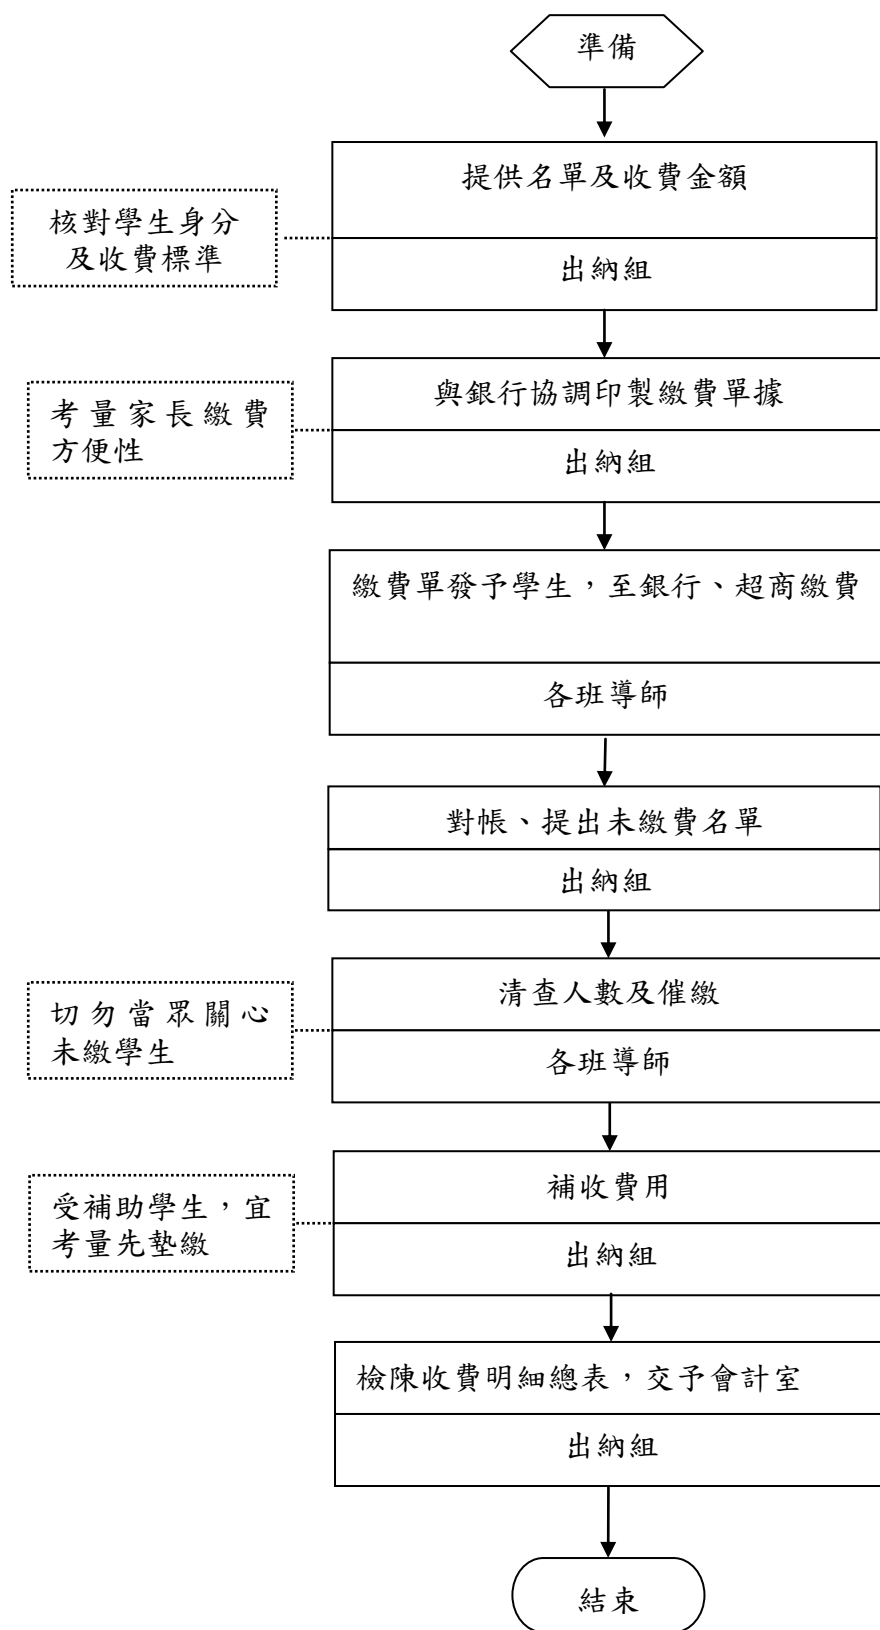 準備
提供名單及收費金額
核對學生身分
及收費標準
出納組
與銀行協調印製繳費單據
考量家長繳費
方便性
出納組
繳費單發予學生，至銀行、超商繳費
各班導師
對帳、提出未繳費名單
出納組
清查人數及催繳
切勿當眾關心
未繳學生
各班導師
補收費用
受補助學生，宜
考量先墊繳
出納組
檢陳收費明細總表，交予會計室
出納組
結束